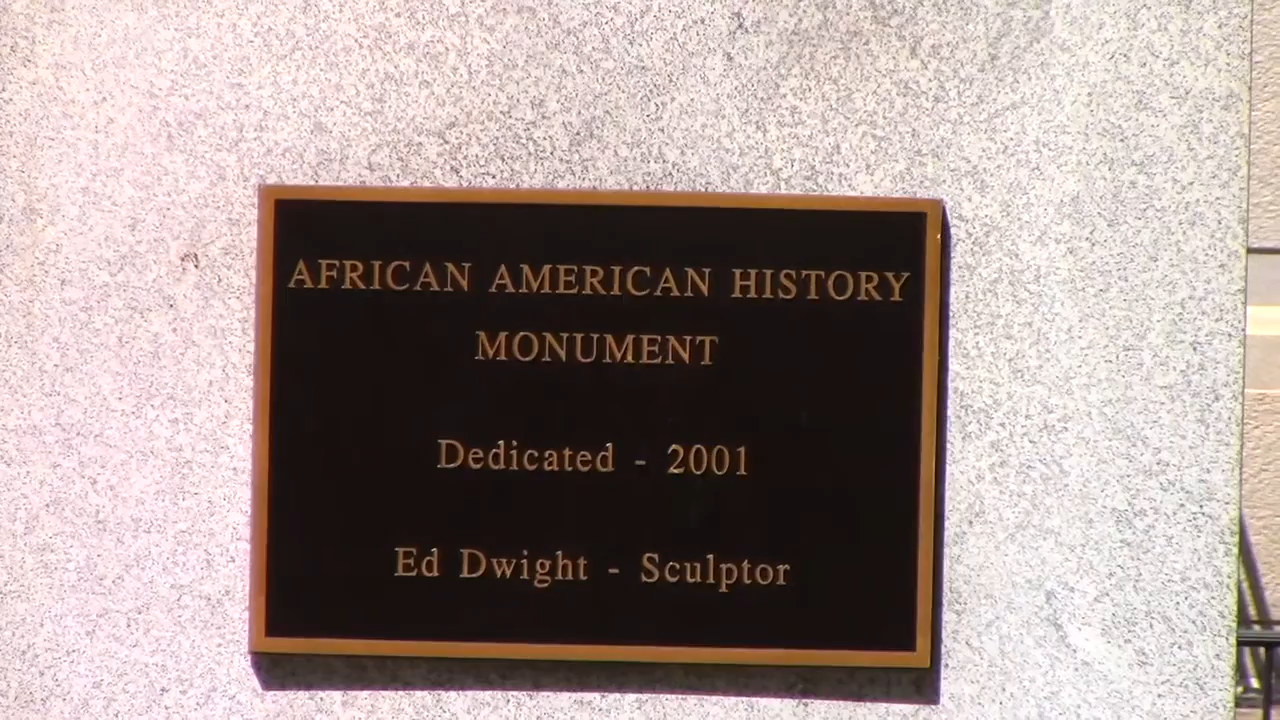 AFRICAN AMERICAN HISTORY
MONUMENT
Dedicated - 2001
Ed Dwight - Sculptor